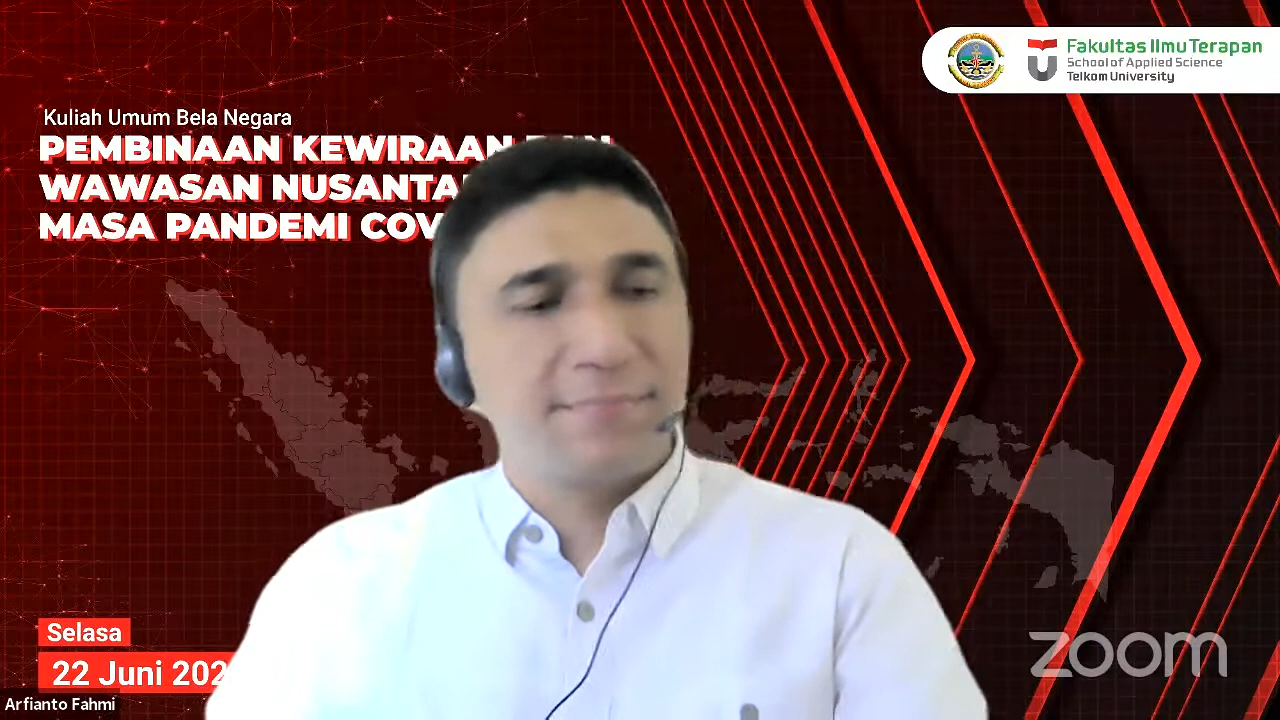 Fakultas Ilmu Terapan
School of Applied Science
Telkom University
Kuliah Umum Bela Negara
PEMBINAAN KEWIRAAN
WAWASAN NUSANTA
MASA PANDEMI COV
Selasa
22 Juni 202
Arfianto Fahmi
zoom